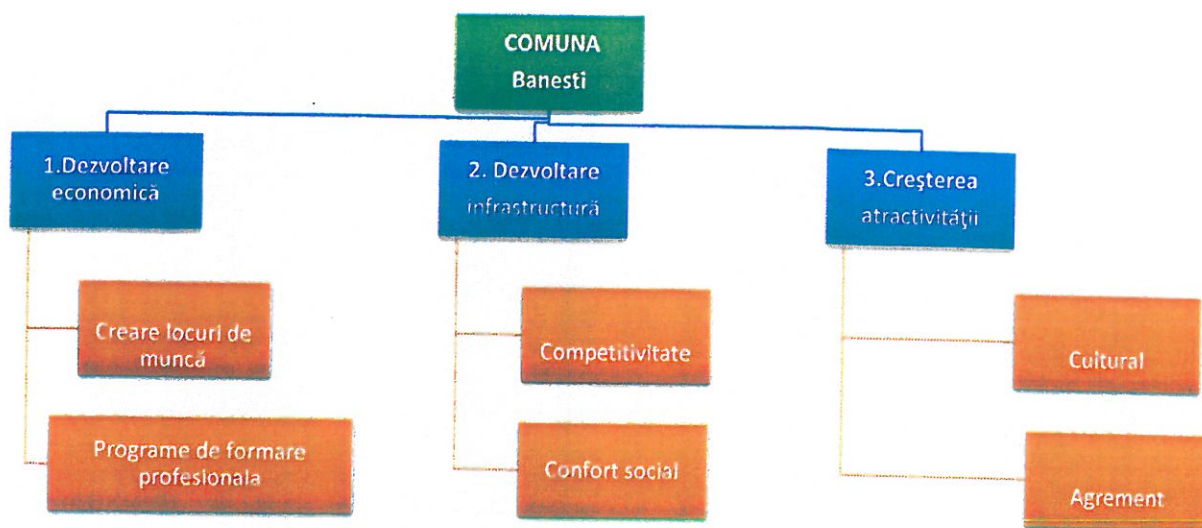 COMUNA
Banesti
1.Dezvoltare
economică
2. Dezvoltare
infrastructură
3.Creşterea
atractivităţii
Creare locuri de
muncă
Programe de formare
profesionala
Competitivitate
Confort social
Cultural
Agrement